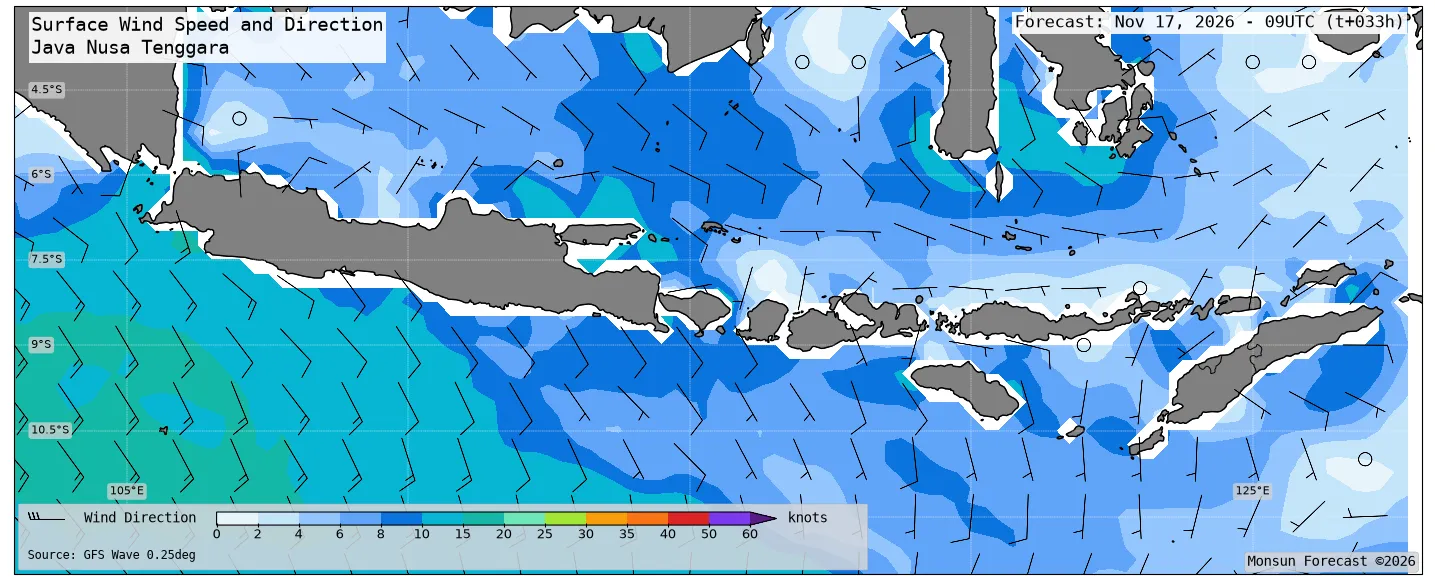 Surface Wind Speed and Direction
Java Nusa Tenggara
Forecast: Nov 17, 2026 - 09UTC (t+033h)
4.5°S
6°S
7.5°S
9°S
10.5°S
105°E
125°E
Wind Direction
0 2 4 6 8 10 15 20 25 30 35 40 50 60
knots
Source: GFS Wave 0.25deg
Monsun Forecast ©2026